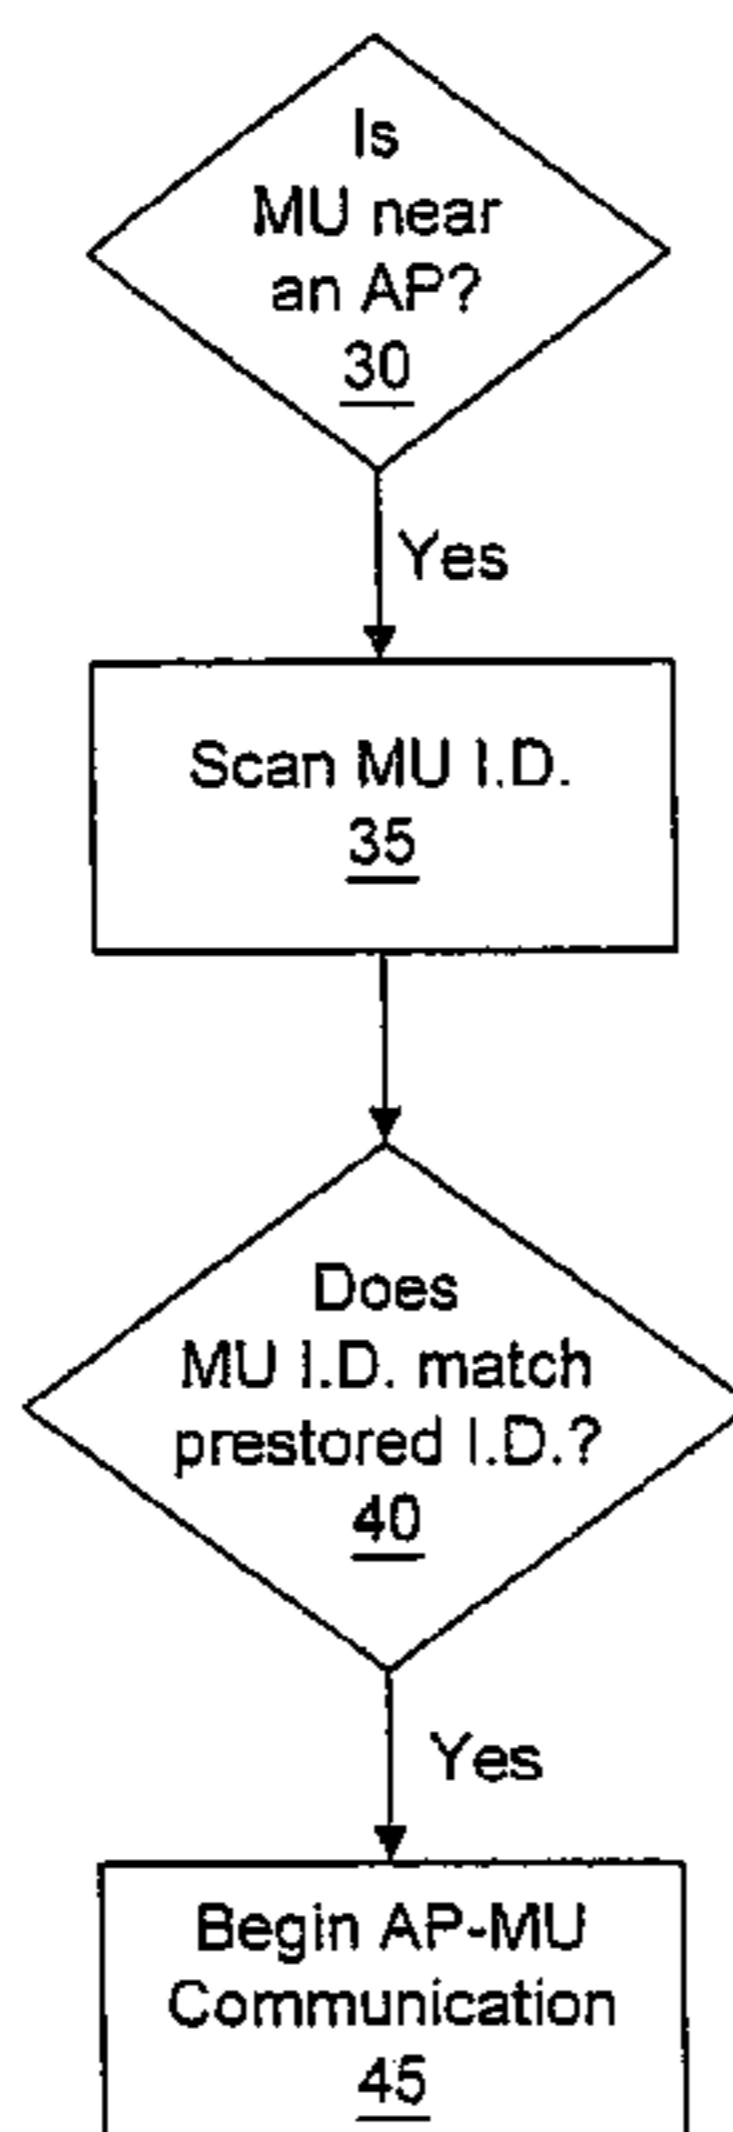 Is
MU near
an AP?
30
Yes
Scan MU I.D.
35
Does
MU I.D. match
prestored I.D.?
40
Yes
Begin AP-MU
Communication
45